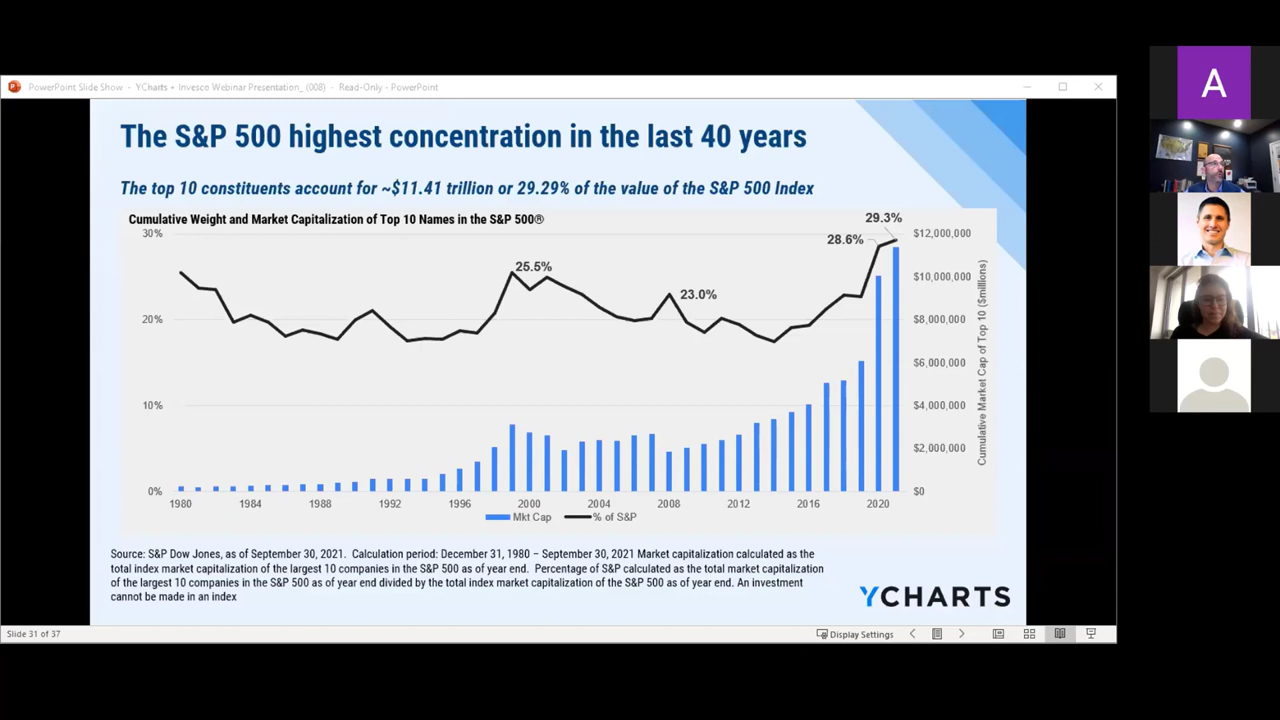 PowerPoint Slide Show - YCharts + Invesco Webinar Presentation_ (008) - Read-Only - PowerPoint
A
The S&P 500 highest concentration in the last 40 years
The top 10 constituents account for ~$11.41 trillion or 29.29% of the value of the S&P 500 Index
Cumulative Weight and Market Capitalization of Top 10 Names in the S&P 500®
29.3%
30%
28.6%
$12,000,000
25.5%
$10,000,000
23.0%
20%
$8,000,000
$6,000,000
10%
$4,000,000
$2,000,000
0%
$0
Cumulative Market Cap of Top 10 ($millions)
1980 1984 1988 1992 1996 2000 2004 2008 2012 2016 2020
Mkt Cap % of S&P
Source: S&P Dow Jones, as of September 30, 2021. Calculation period: December 31, 1980 – September 30, 2021 Market capitalization calculated as the
total index market capitalization of the largest 10 companies in the S&P 500 as of year end. Percentage of S&P calculated as the total market capitalization
of the largest 10 companies in the S&P 500 as of year end divided by the total index market capitalization of the S&P 500 as of year end. An investment
cannot be made in an index
YCHARTS
Slide 31 of 37
Display Settings